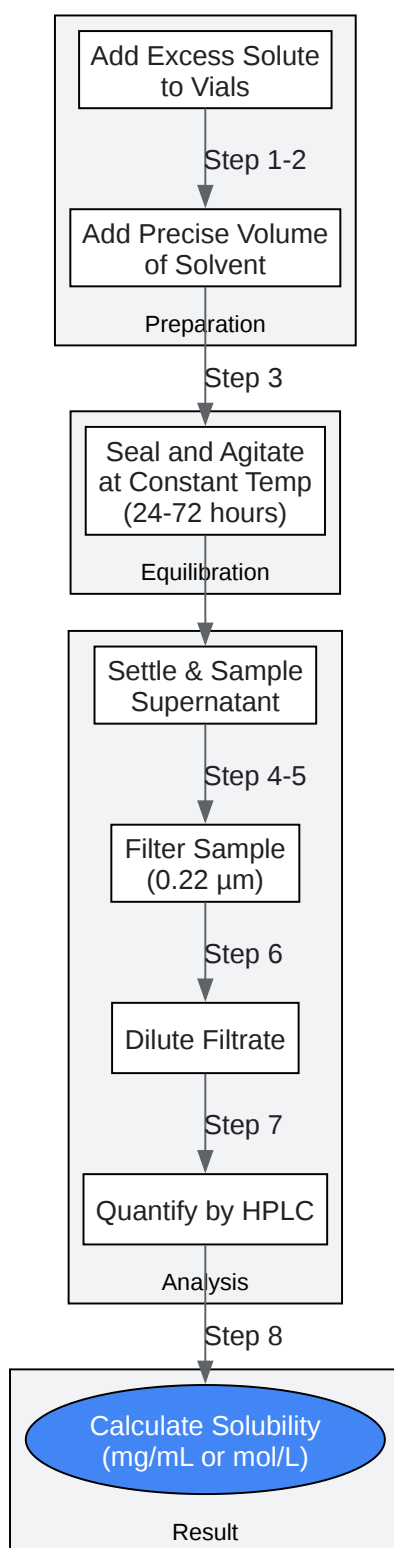 Add Excess Solute
to Vials
Step 1-2
Add Precise Volume
of Solvent
Preparation
Step 3
Seal and Agitate
at Constant Temp
(24-72 hours)
Equilibration
Settle & Sample
Supernatant
Step 4-5
Filter Sample
(0.22 µm)
Step 6
Dilute Filtrate
Step 7
Quantify by HPLC
Analysis
Step 8
Calculate Solubility
(mg/mL or mol/L)
Result